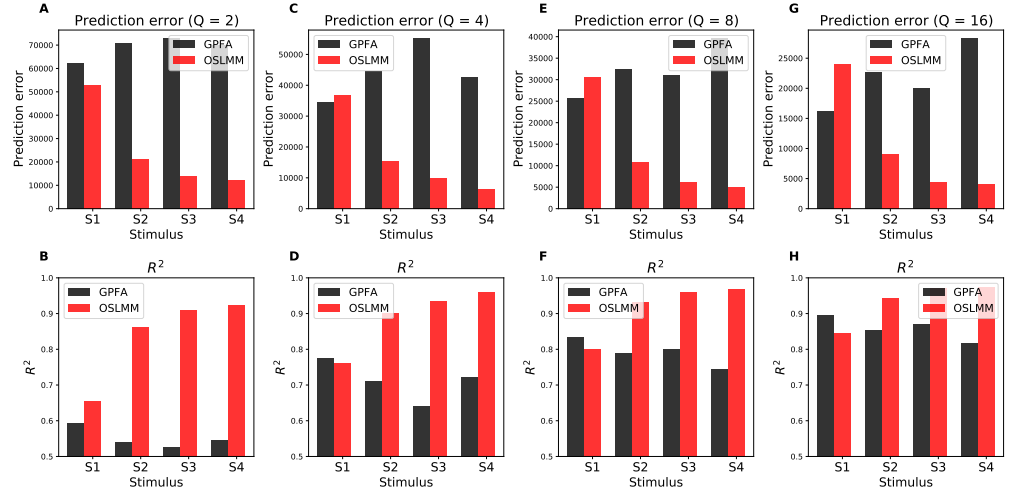 A
Prediction error (Q = 2)
Prediction error
70000
60000
50000
40000
30000
20000
10000
0
GPFA
OSLMM
S1 S2 S3 S4
Stimulus
C
Prediction error (Q = 4)
Prediction error
50000
40000
30000
20000
10000
0
GPFA
OSLMM
S1 S2 S3 S4
Stimulus
E
Prediction error (Q = 8)
Prediction error
40000
35000
30000
25000
20000
15000
10000
5000
0
GPFA
OSLMM
S1 S2 S3 S4
Stimulus
G
Prediction error (Q = 16)
Prediction error
25000
20000
15000
10000
5000
0
GPFA
OSLMM
S1 S2 S3 S4
Stimulus
B
R²
R²
1.0
0.9
0.8
0.7
0.6
0.5
GPFA
OSLMM
S1 S2 S3 S4
Stimulus
D
R²
R²
1.0
0.9
0.8
0.7
0.6
0.5
GPFA
OSLMM
S1 S2 S3 S4
Stimulus
F
R²
R²
1.0
0.9
0.8
0.7
0.6
0.5
GPFA
OSLMM
S1 S2 S3 S4
Stimulus
H
R²
R²
1.0
0.9
0.8
0.7
0.6
0.5
GPFA
OSLMM
S1 S2 S3 S4
Stimulus